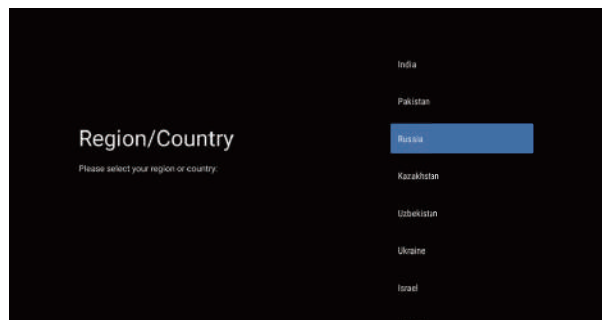 Region/Country
Please select your region or country:
India
Pakistan
Russia
Kazakhstan
Uzbekistan
Ukraine
Israel